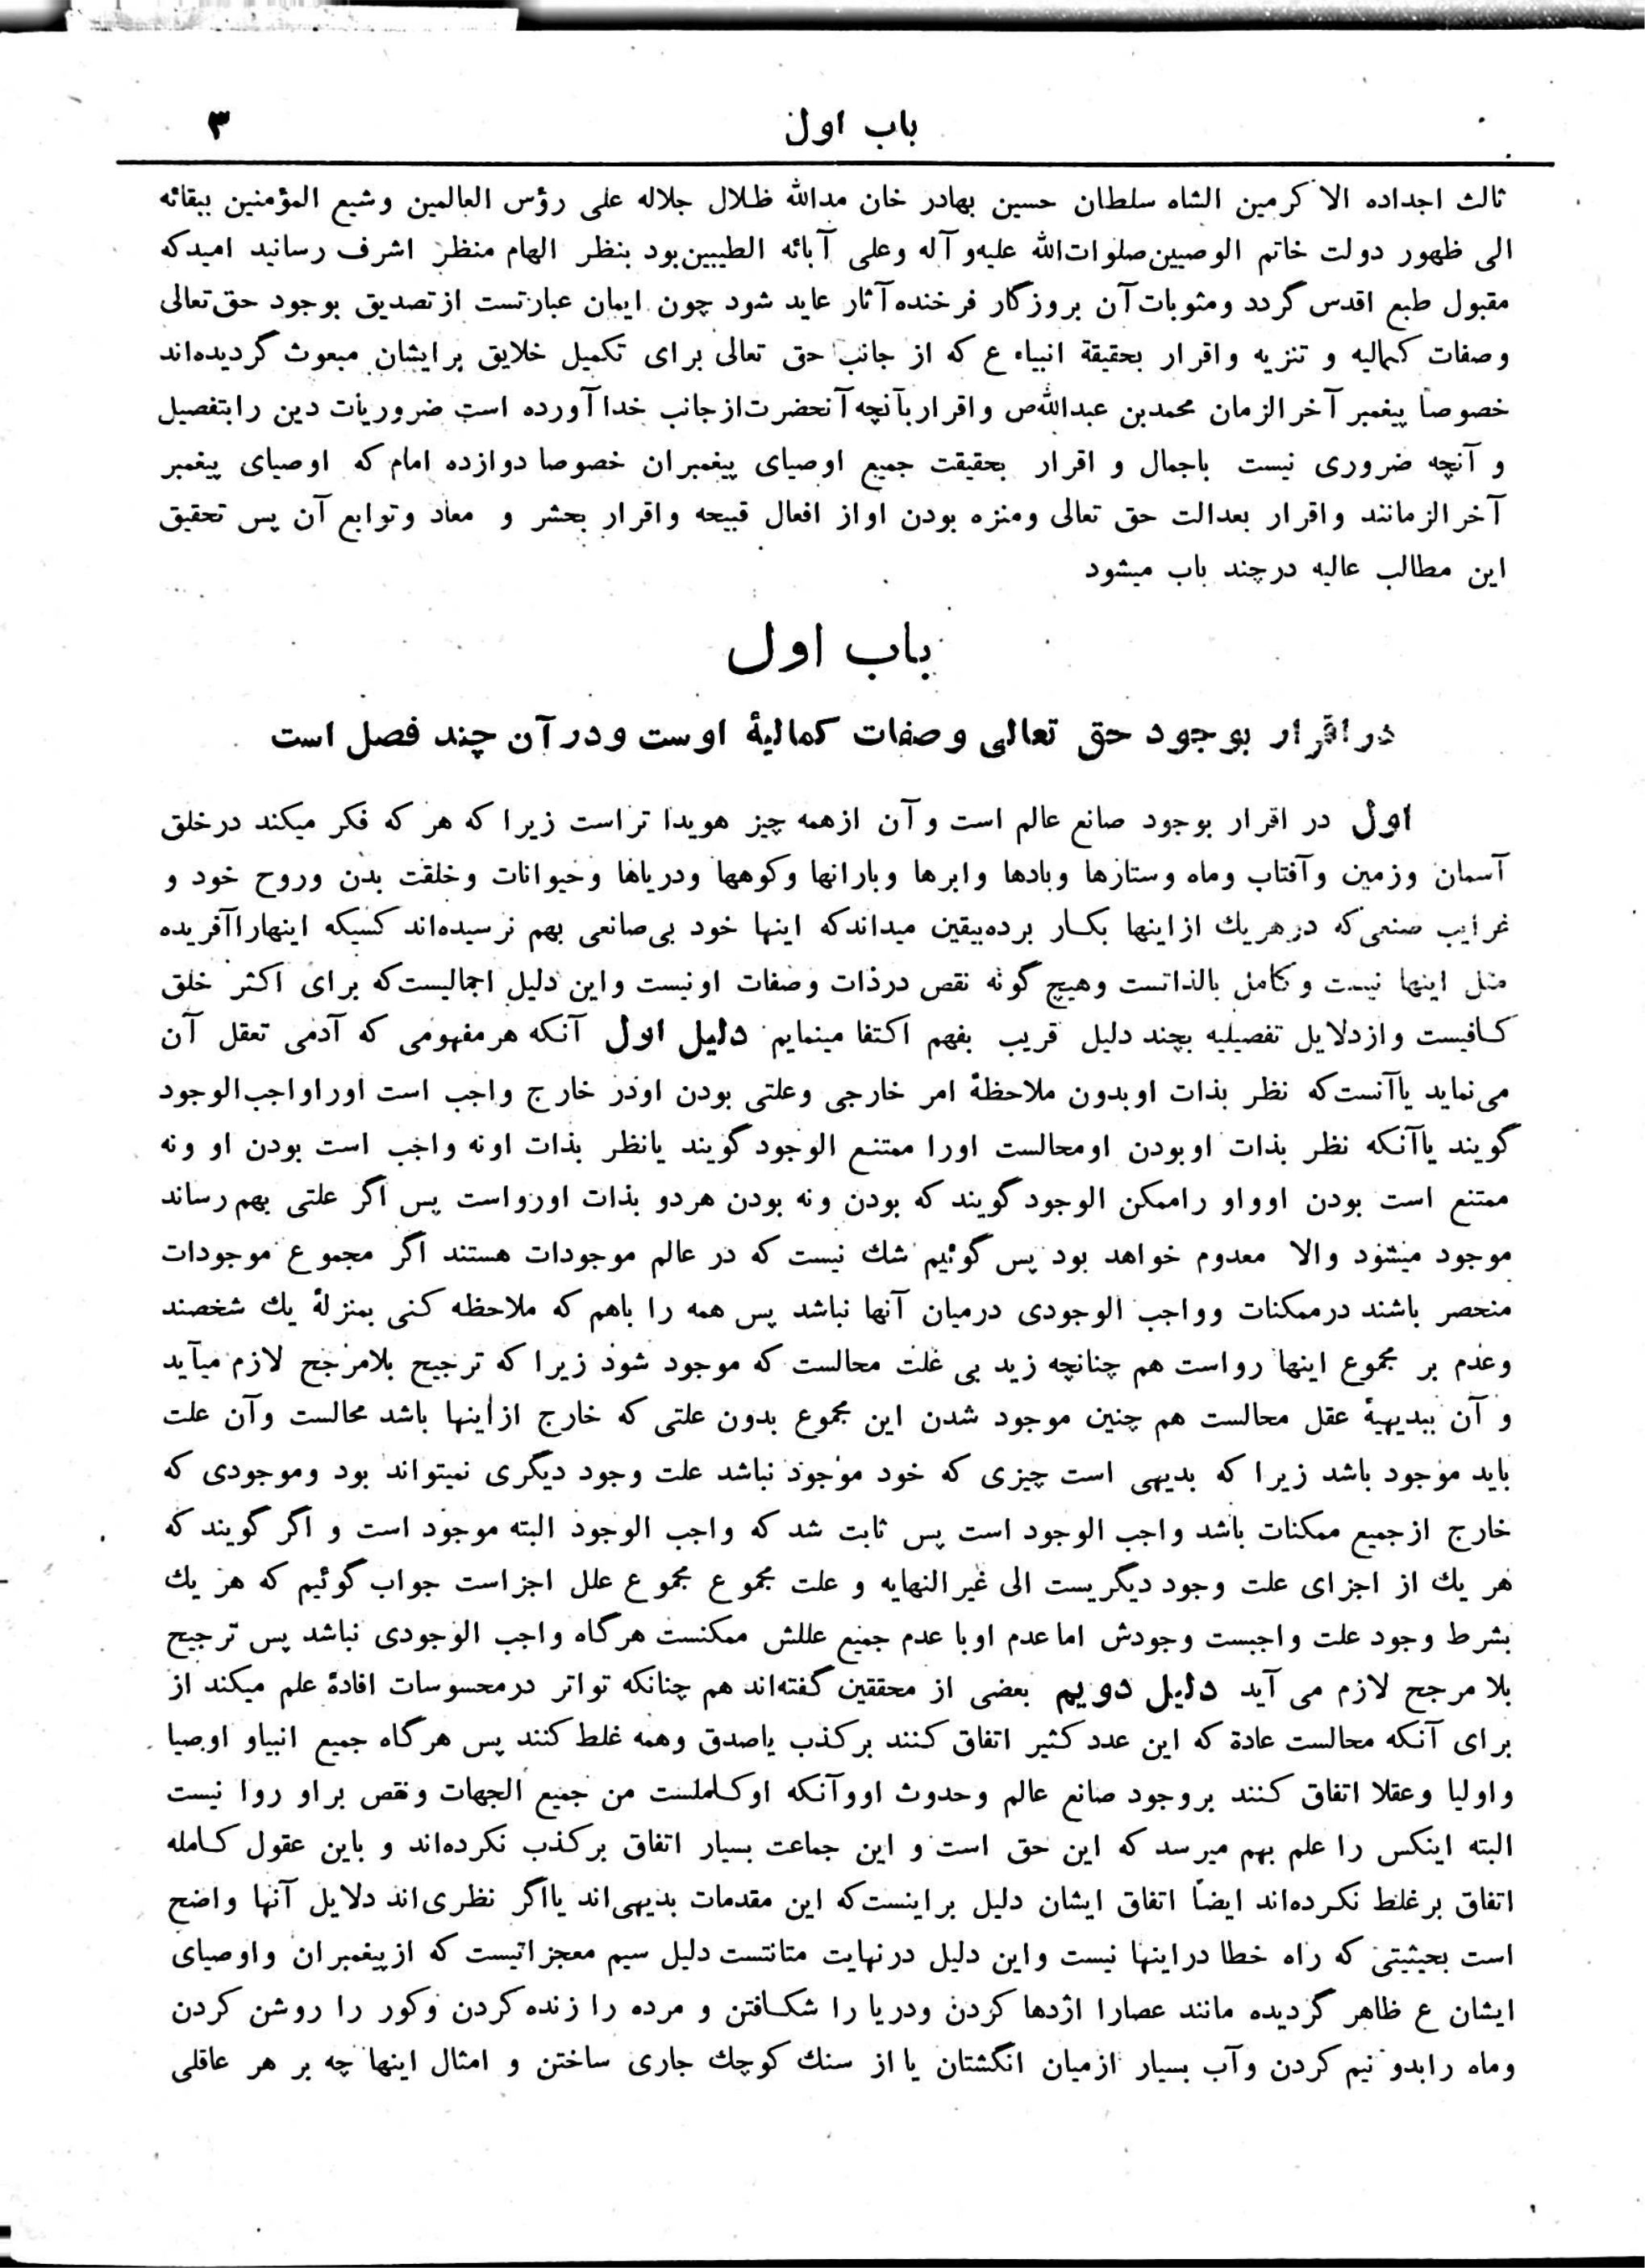 باب اول ۳
ثالث اجداده الاکرمین الشاه سلطان حسین بهادر خان مدالله ظلال جلاله علی رؤس العالمین وشیع المؤمنین ببقائه
الی ظهور دولت خاتم الوصیین صلوات‌الله علیه‌و آله وعلی آبائه الطیبین‌بود بنظر الهام منظر اشرف رسانید امیدکه
مقبول طبع اقدس گردد ومثوبات آن بروزگار فرخنده آثار عاید شود چون ایمان عبارتست ازتصدیق بوجود حق‌تعالی
وصفات کمالیه و تنزیه واقرار بحقیقة انبیاء ع که از جانب حق تعالی برای تکمیل خلایق برایشان مبعوث گردیده‌اند
خصوصاً پیغمبر آخرالزمان محمدبن عبدالله‌ص واقرار بآنچه آنحضرت‌ازجانب خدا آورده است ضروریات دین رابتفصیل
و آنچه ضروری نیست باجمال و اقرار بحقیقت جمیع اوصیای پیغمبران خصوصا دوازده امام که اوصیای پیغمبر
آخرالزمانند واقرار بعدالت حق تعالی ومنزه بودن اواز افعال قبیحه واقرار بحشر و معاد وتوابع آن پس تحقیق
این مطالب عالیه درچند باب میشود
باب اول
دراقرار بوجود حق تعالی وصفات کمالیهٔ اوست ودرآن چند فصل است
اول در اقرار بوجود صانع عالم است وآن ازهمه چیز هویدا تراست زیرا که هر که فکر میکند درخلق
آسمان وزمین وآفتاب وماه وستارها وبادها وابرها وبارانها وکوهها ودریاها وحیوانات وخلقت بدن وروح خود و
غرایب صنعی‌که درهریك ازاینها بکار برده‌بیقین میداندکه اینها خود بی‌صانعی بهم نرسیده‌اند کسیکه اینهاراآفریده
مثل اینها نیست وکامل بالذاتست وهیچ گونه نقص درذات وصفات اونیست واین دلیل اجمالیست‌که برای اکثر خلق
کافیست وازدلایل تفصیلیه بچند دلیل قریب بفهم اکتفا مینمایم دلیل اول آنکه هرمفهومی که آدمی تعقل آن
می‌نماید یاآنست‌که نظر بذات اوبدون ملاحظهٔ امر خارجی وعلتی بودن اودر خارج واجب است اوراواجب‌الوجود
گویند یاآنکه نظر بذات اوبودن اومحالست اورا ممتنع الوجود گویند یانظر بذات اونه واجب است بودن او ونه
ممتنع است بودن اوواو راممکن الوجود گویند که بودن ونه بودن هردو بذات اورواست پس اگر علتی بهم رساند
موجود میشود والا معدوم خواهد بود پس گوئیم شك نیست که در عالم موجودات هستند اگر مجموع موجودات
منحصر باشند درممکنات وواجب الوجودی درمیان آنها نباشد پس همه را باهم که ملاحظه کنی بمنزلهٔ یك شخصند
وعدم بر مجموع اینها رواست هم چنانچه زید بی علت محالست که موجود شود زیرا که ترجیح بلامرجح لازم میآید
و آن ببدیهیهٔ عقل محالست هم چنین موجود شدن این مجموع بدون علتی که خارج ازاینها باشد محالست وآن علت
باید موجود باشد زیرا که بدیهی است چیزی که خود موجود نباشد علت وجود دیگری نمیتواند بود وموجودی که
خارج ازجمیع ممکنات باشد واجب الوجود است پس ثابت شد که واجب الوجود البته موجود است و اگر گویند که
هر یك از اجزای علت وجود دیگریست الی غیرالنهایه و علت مجموع مجموع علل اجزاست جواب گوئیم که هر یك
بشرط وجود علت واجبست وجودش اماعدم اوبا عدم جمیع عللش ممکنست هرگاه واجب الوجودی نباشد پس ترجیح
بلا مرجح لازم می آید دلیل دویم بعضی از محققین گفته‌اند هم چنانکه تواتر درمحسوسات افادهٔ علم میکند از
برای آنکه محالست عادة که این عدد کثیر اتفاق کنند برکذب یاصدق وهمه غلط کنند پس هرگاه جمیع انبیاو اوصیا
واولیا وعقلا اتفاق کنند بروجود صانع عالم وحدوث اووآنکه اوکاملست من جمیع الجهات ونقص براو روا نیست
البته اینکس را علم بهم میرسد که این حق است و این جماعت بسیار اتفاق برکذب نکرده‌اند و باین عقول کامله
اتفاق برغلط نکرده‌اند ایضاً اتفاق ایشان دلیل براینست‌که این مقدمات بدیهی‌اند یااگر نظری‌اند دلایل آنها واضح
است بحیثیتی که راه خطا دراینها نیست واین دلیل درنهایت متانتست دلیل سیم معجزاتیست که ازپیغمبران واوصیای
ایشان ع ظاهر گردیده مانند عصارا اژدها کردن ودریا را شکافتن و مرده را زنده کردن وکور را روشن کردن
وماه رابدو نیم کردن وآب بسیار ازمیان انگشتان یا از سنك کوچك جاری ساختن و امثال اینها چه بر هر عاقلی